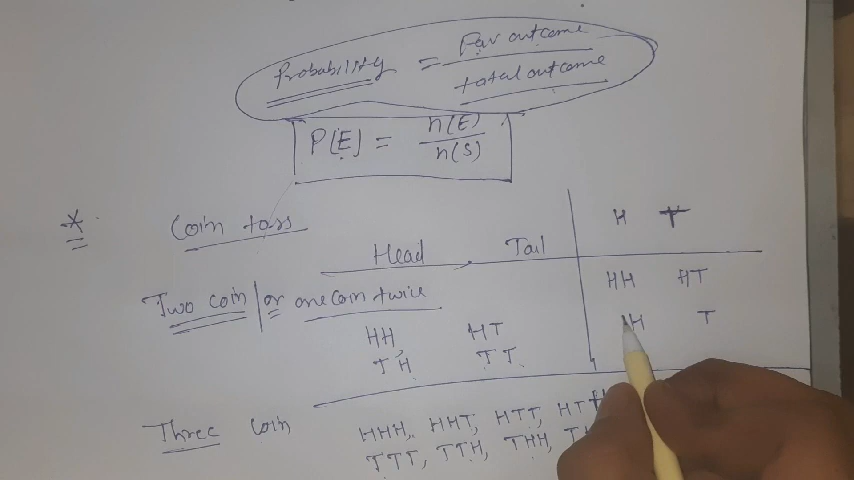 Probability = Fav outcome
total outcome
P(E) = n(E)
n(S)
* Coin toss
Head, Tail
H T
Two coin | or one coin twice
HH, HT
TH TT
HH HT
H T
Three coin
HHH, HHT, HTT,
TTT, TTH, THH,